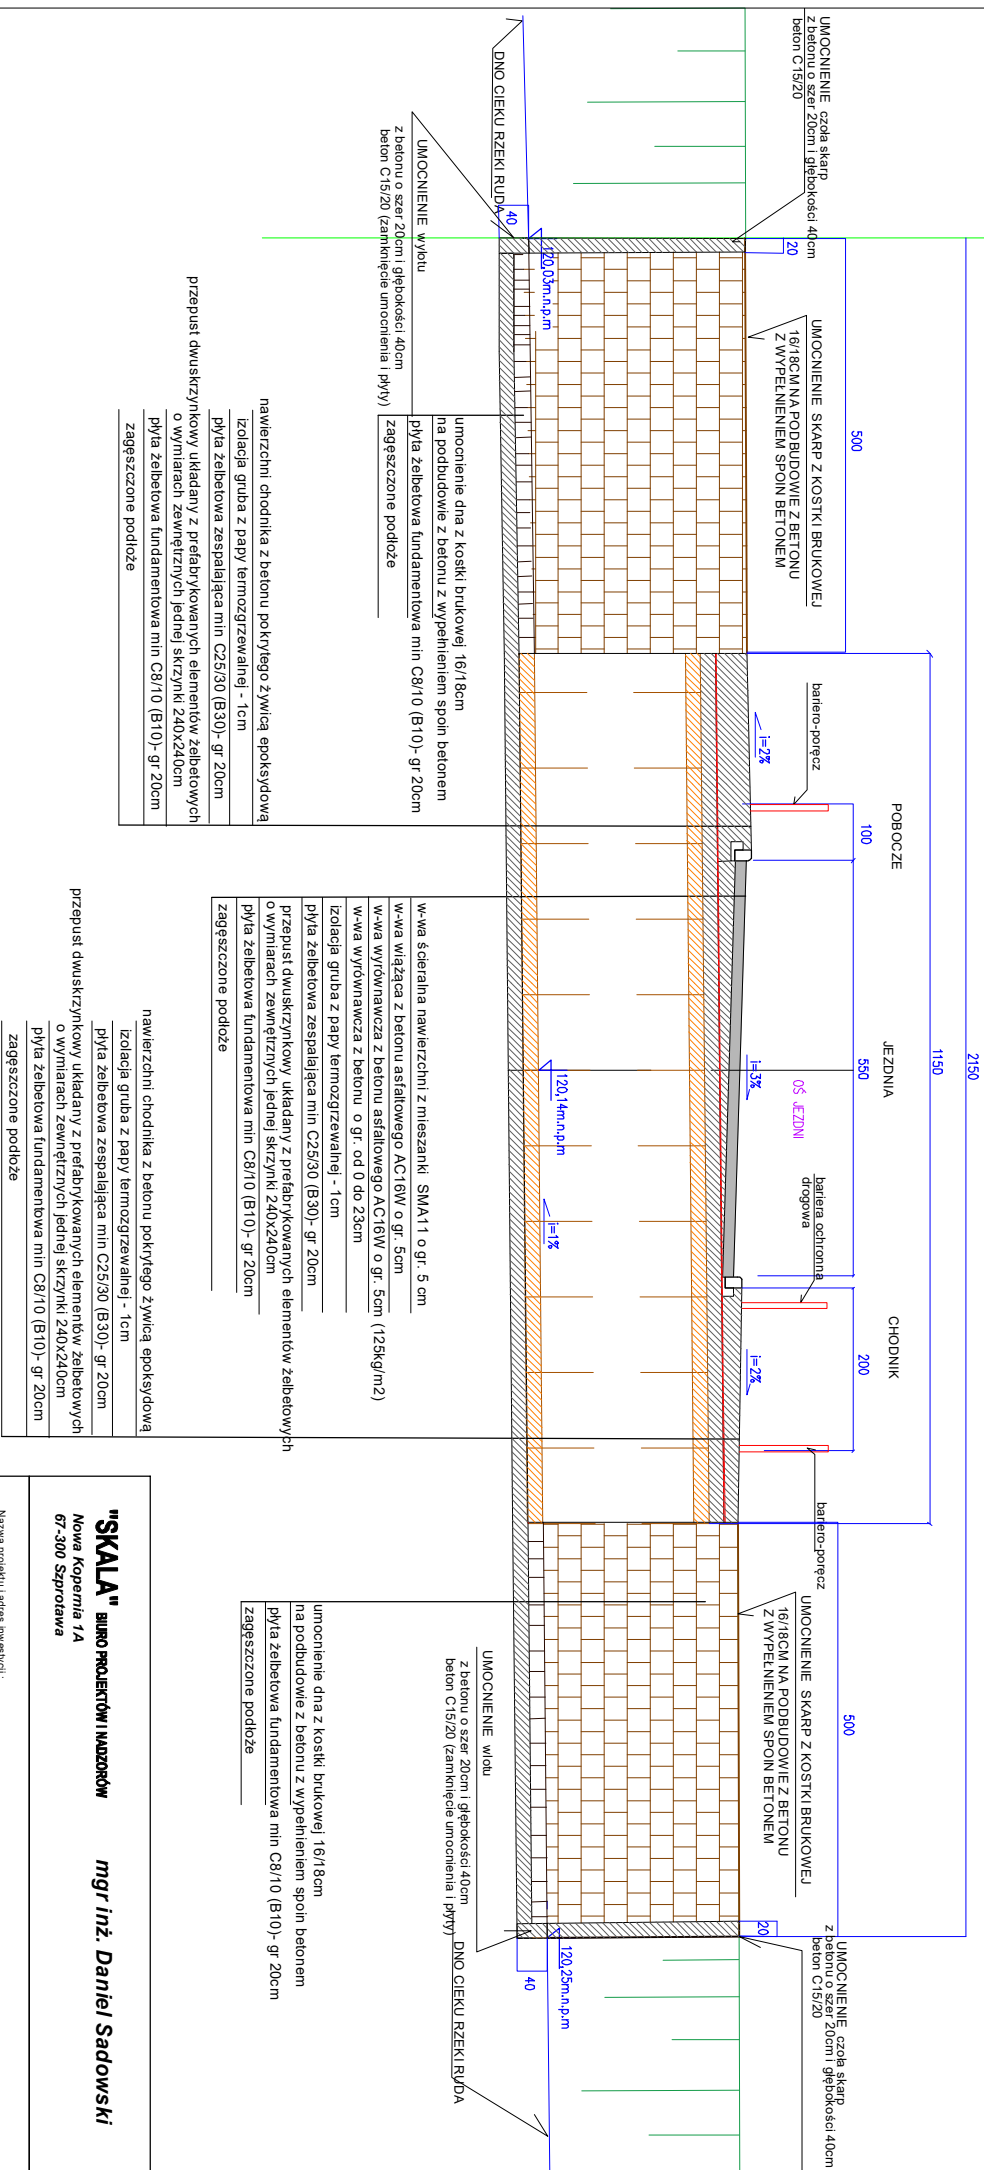 UMOCNIENIE czoła skarp
z betonu o szer 20cm i głębokości 40cm
beton C15/20
20
500
UMOCNIENIE SKARP Z KOSTKI BRUKOWEJ
16/18CM NA PODBUDOWIE Z BETONU
Z WYPEŁNIENIEM SPOIN BETONEM
2150
1150
POBOCZE
JEZDNIA
CHODNIK
100
550
200
bariero-poręcz
bariera ochronna
drogowa
bariero-poręcz
OŚ JEZDNI
i=2%
i=3%
i=2%
500
UMOCNIENIE SKARP Z KOSTKI BRUKOWEJ
16/18CM NA PODBUDOWIE Z BETONU
Z WYPEŁNIENIEM SPOIN BETONEM
20
UMOCNIENIE czoła skarp
z betonu o szer 20cm i głębokości 40cm
beton C15/20
DNO CIEKU RZEKI RUDA
40
120,03m.n.p.m
120,14m.n.p.m
i=1%
120,25m.n.p.m
40
DNO CIEKU RZEKI RUDA
UMOCNIENIE wylotu
z betonu o szer 20cm i głębokości 40cm
beton C15/20 (zamknięcie umocnienia i płyty)
umocnienie dna z kostki brukowej 16/18cm
na podbudowie z betonu z wypełnieniem spoin betonem
płyta żelbetowa fundamentowa min C8/10 (B10)- gr 20cm
zagęszczone podłoże
nawierzchni chodnika z betonu pokrytego żywicą epoksydową
izolacja gruba z papy termozgrzewalnej - 1cm
płyta żelbetowa zespalająca min C25/30 (B30)- gr 20cm
przepust dwuskrzynkowy układany z prefabrykowanych elementów żelbetowych
o wymiarach zewnętrznych jednej skrzynki 240x240cm
płyta żelbetowa fundamentowa min C8/10 (B10)- gr 20cm
zagęszczone podłoże
w-wa ścieralna nawierzchni z mieszanki SMA11 o gr. 5 cm
w-wa wiążąca z betonu asfaltowego AC16W o gr. 5cm
w-wa wyrównawcza z betonu asfaltowego AC16W o gr. 5cm (125kg/m2)
w-wa wyrównawcza z betonu o gr. od 0 do 23cm
izolacja gruba z papy termozgrzewalnej - 1cm
płyta żelbetowa zespalająca min C25/30 (B30)- gr 20cm
przepust dwuskrzynkowy układany z prefabrykowanych elementów żelbetowych
o wymiarach zewnętrznych jednej skrzynki 240x240cm
płyta żelbetowa fundamentowa min C8/10 (B10)- gr 20cm
zagęszczone podłoże
nawierzchni chodnika z betonu pokrytego żywicą epoksydową
izolacja gruba z papy termozgrzewalnej - 1cm
płyta żelbetowa zespalająca min C25/30 (B30)- gr 20cm
przepust dwuskrzynkowy układany z prefabrykowanych elementów żelbetowych
o wymiarach zewnętrznych jednej skrzynki 240x240cm
płyta żelbetowa fundamentowa min C8/10 (B10)- gr 20cm
zagęszczone podłoże
UMOCNIENIE wlotu
z betonu o szer 20cm i głębokości 40cm
beton C15/20 (zamknięcie umocnienia i płyty)
umocnienie dna z kostki brukowej 16/18cm
na podbudowie z betonu z wypełnieniem spoin betonem
płyta żelbetowa fundamentowa min C8/10 (B10)- gr 20cm
zagęszczone podłoże
"SKALA" BIURO PROJEKTÓW I NADZORÓW mgr inż. Daniel Sadowski
Nowa Kopernia 1A
67-300 Szprotawa
Nazwa projektu i adres inwestycji :